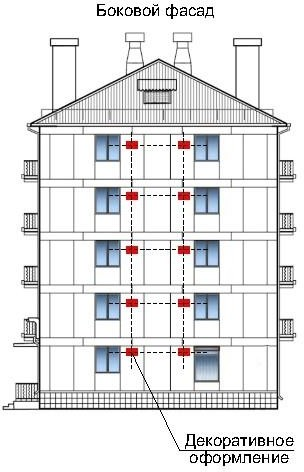 Боковой фасад
Декоративное
оформление